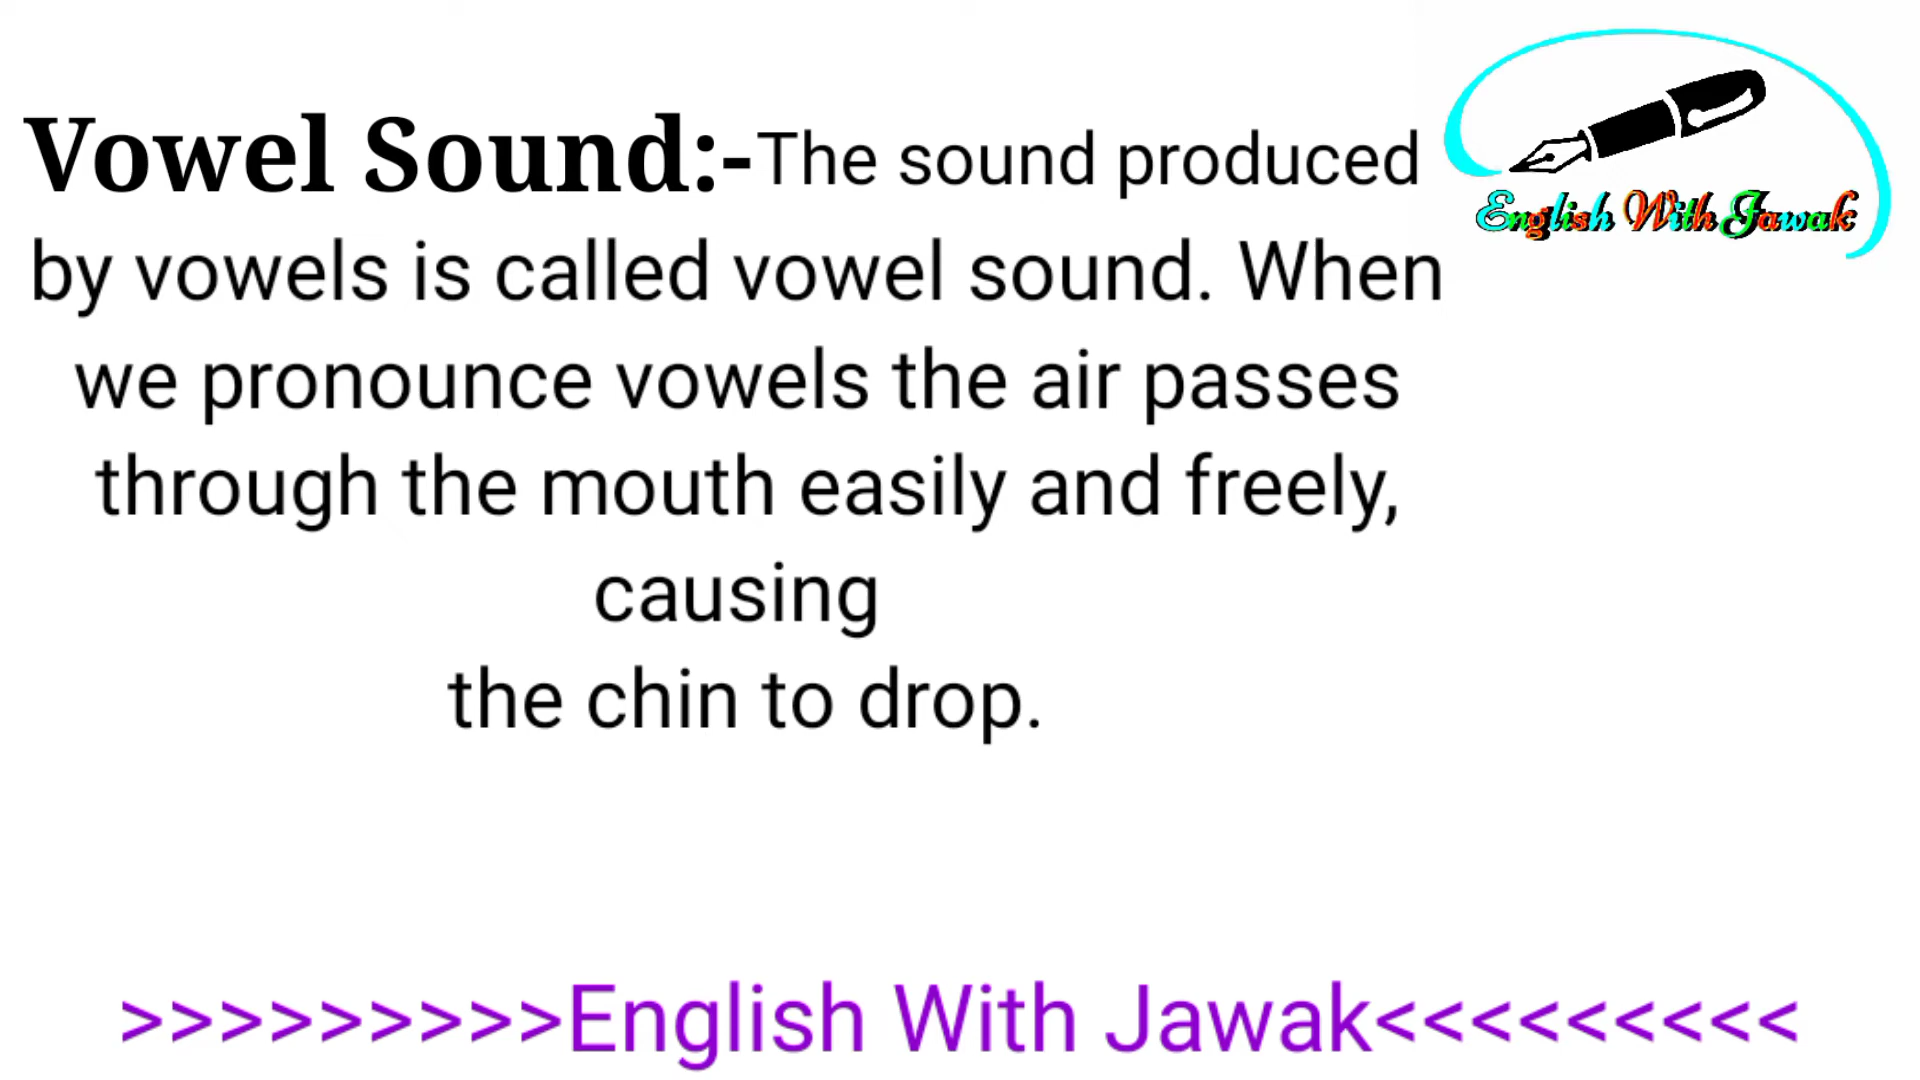 Vowel Sound:-The sound produced
by vowels is called vowel sound. When
we pronounce vowels the air passes
through the mouth easily and freely,
causing
the chin to drop.
English With Jawak
>>>>>>>>>English With Jawak<<<<<<<<<